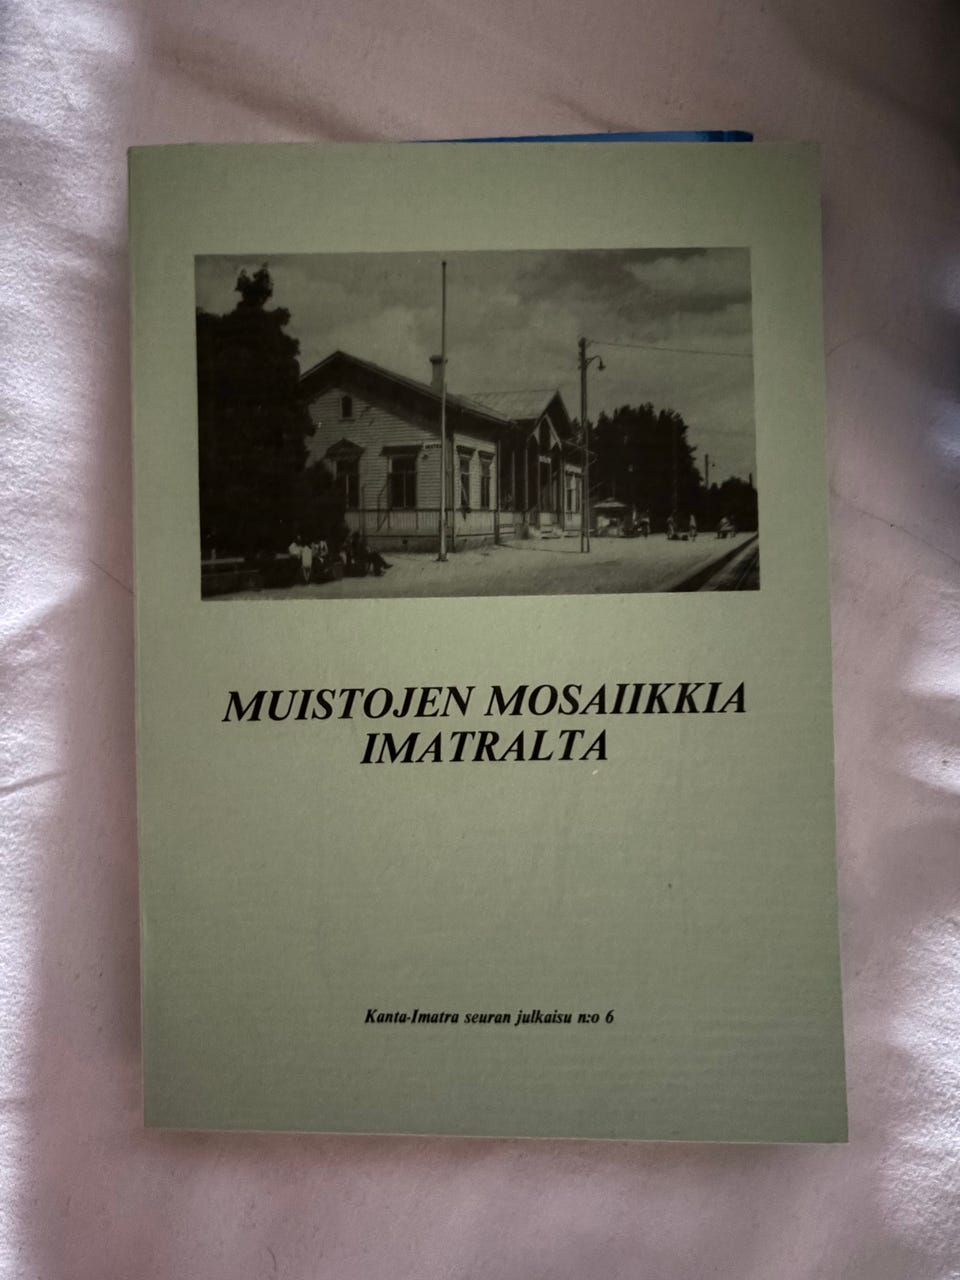 MUISTOJEN MOSAIIKKIA
IMATRALTA
Kanta-Imatra seuran julkaisu n:o 6